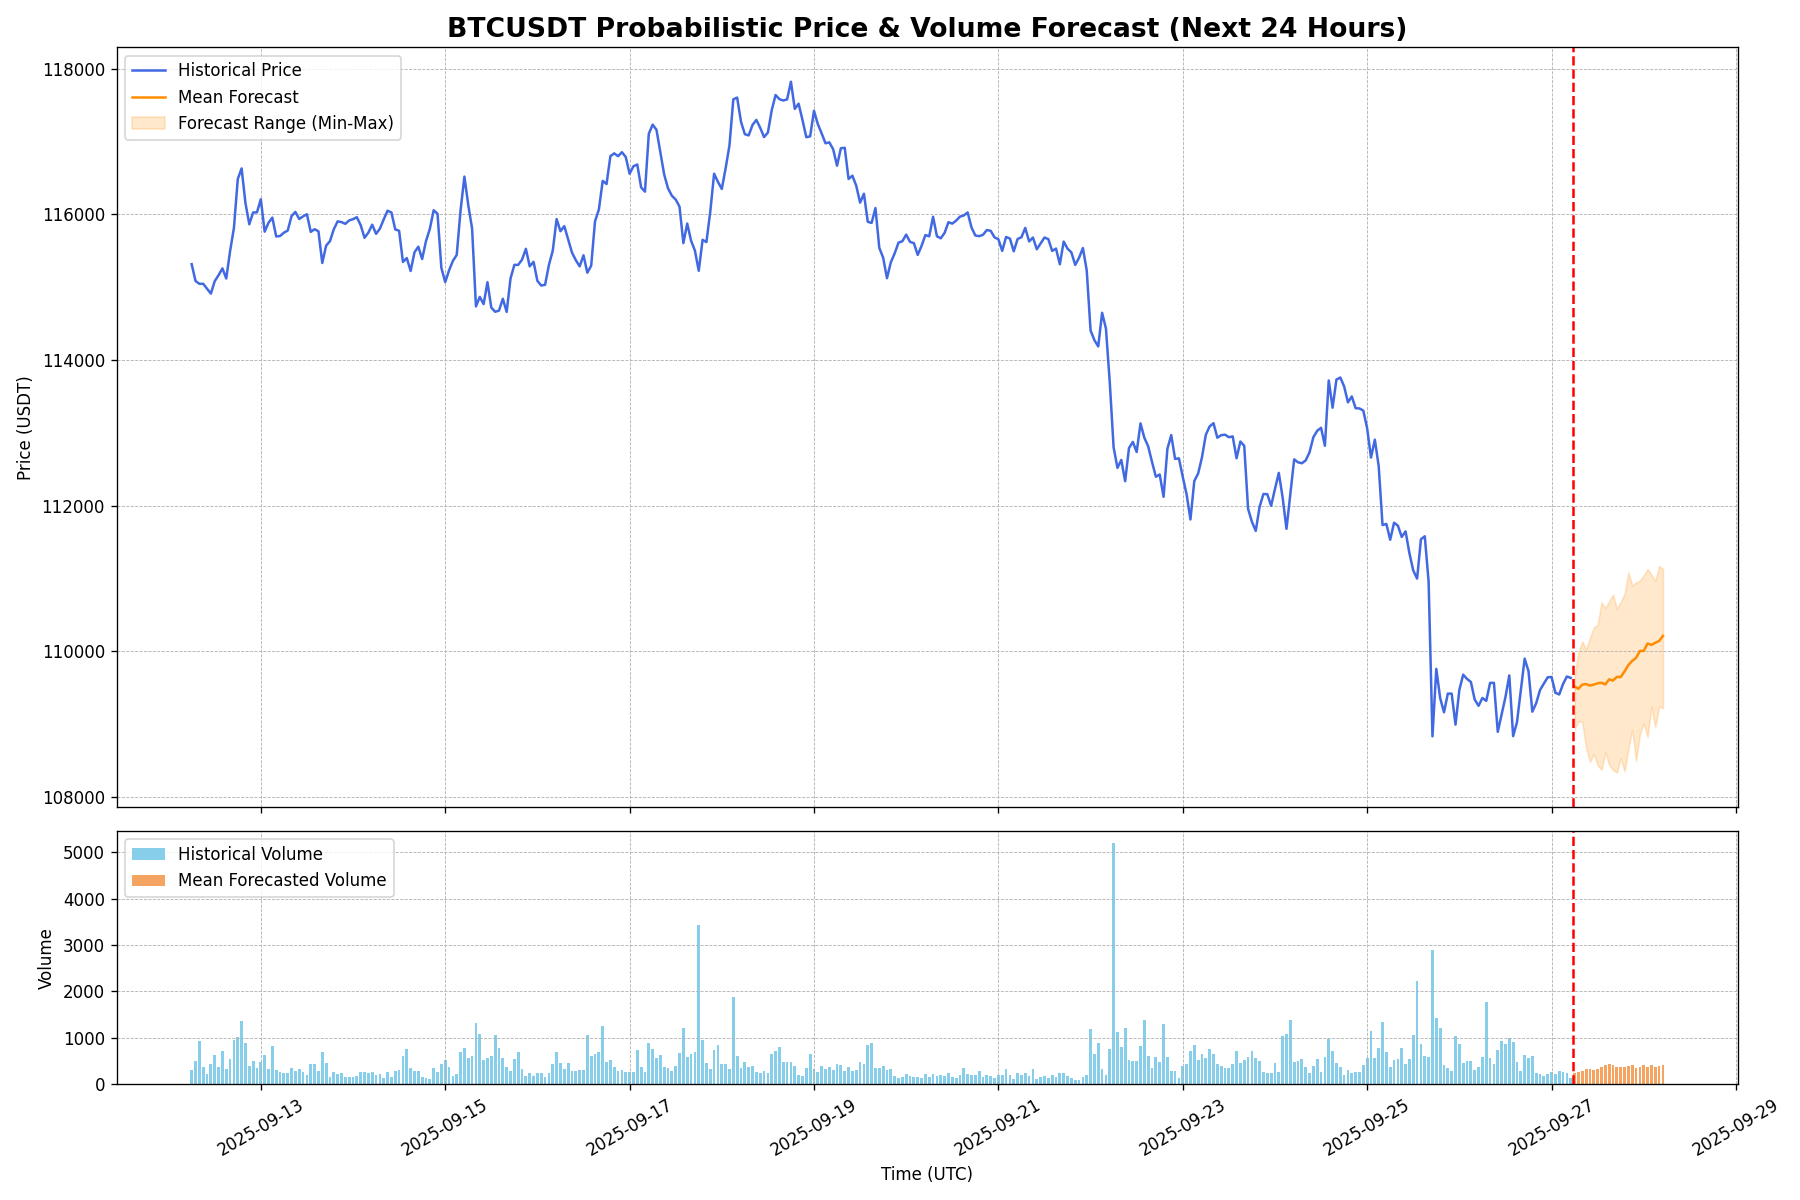 BTCUSDT Probabilistic Price & Volume Forecast (Next 24 Hours)
Historical Price
Mean Forecast
Forecast Range (Min-Max)
118000
116000
114000
112000
110000
108000
Price (USDT)
Historical Volume
Mean Forecasted Volume
5000
4000
3000
2000
1000
0
Volume
2025-09-13
2025-09-15
2025-09-17
2025-09-19
2025-09-21
2025-09-23
2025-09-25
2025-09-27
2025-09-29
Time (UTC)